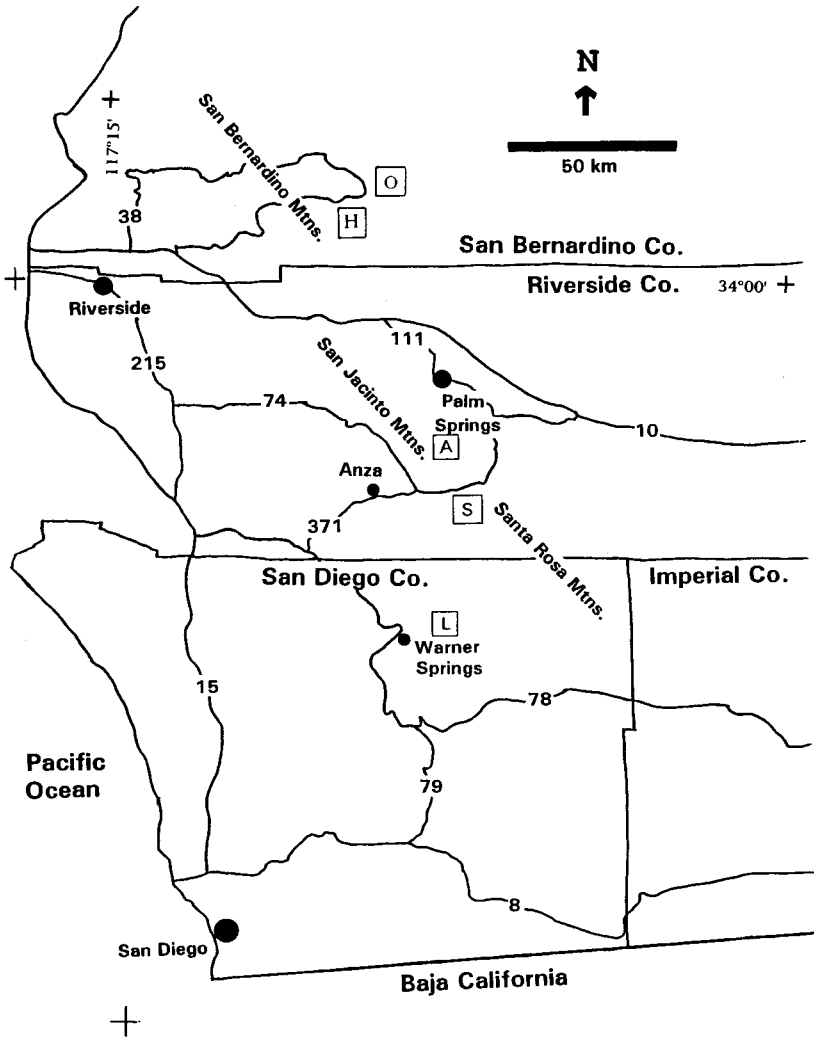 N
50 km
117°15'
San Bernardino Mtns.
O
H
38
San Bernardino Co.
Riverside Co.
34°00'
Riverside
215
111
San Jacinto Mtns.
Palm
Springs
74
10
A
Anza
S
371
Santa Rosa Mtns.
San Diego Co.
Imperial Co.
L
Warner
Springs
15
78
Pacific
Ocean
79
8
San Diego
Baja California